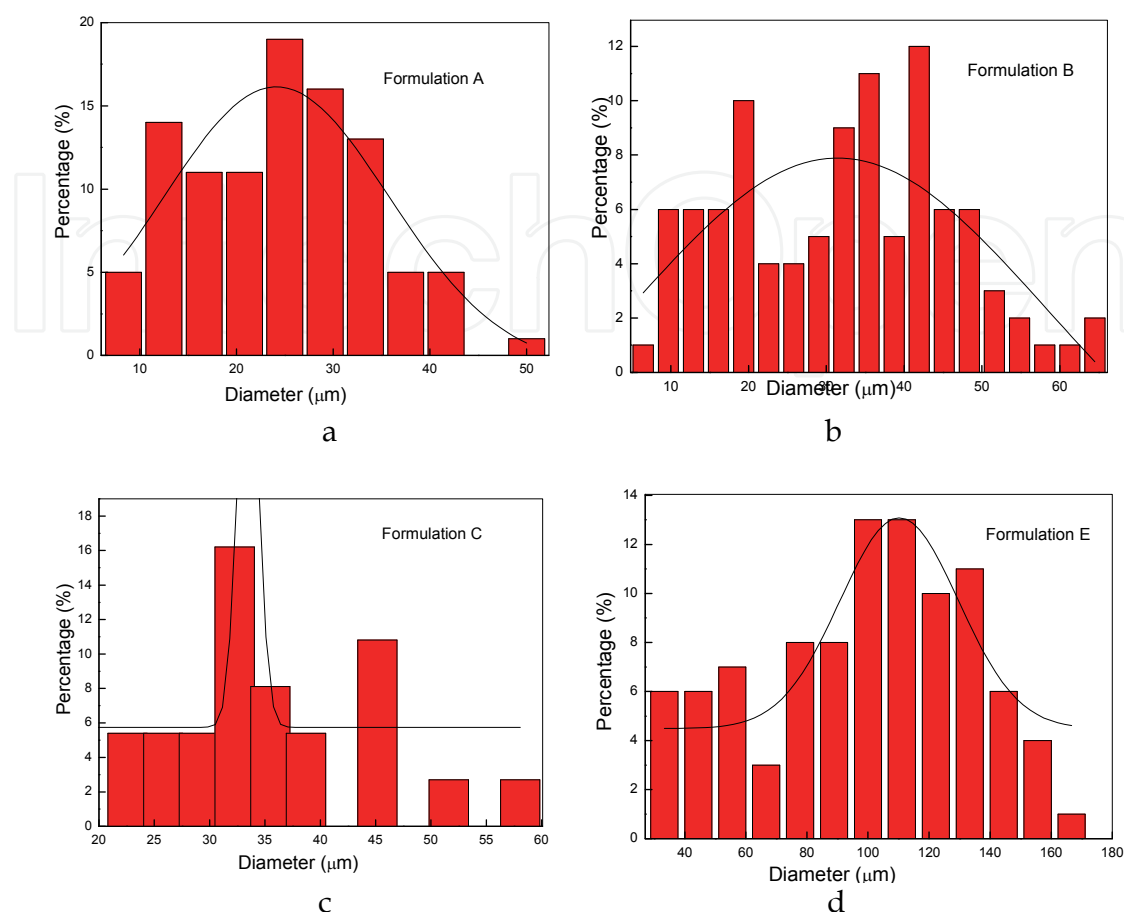 Formulation A
Percentage (%)
20
15
10
5
0
10 20 30 40 50
Diameter (μm)
a
Formulation B
Percentage (%)
12
10
8
6
4
2
0
10 20 30 40 50 60
Diameter (μm)
b
Formulation C
Percentage (%)
18
16
14
12
10
8
6
4
2
0
20 25 30 35 40 45 50 55 60
Diameter (μm)
c
Formulation E
Percentage (%)
14
12
10
8
6
4
2
0
40 60 80 100 120 140 160 180
Diameter (μm)
d